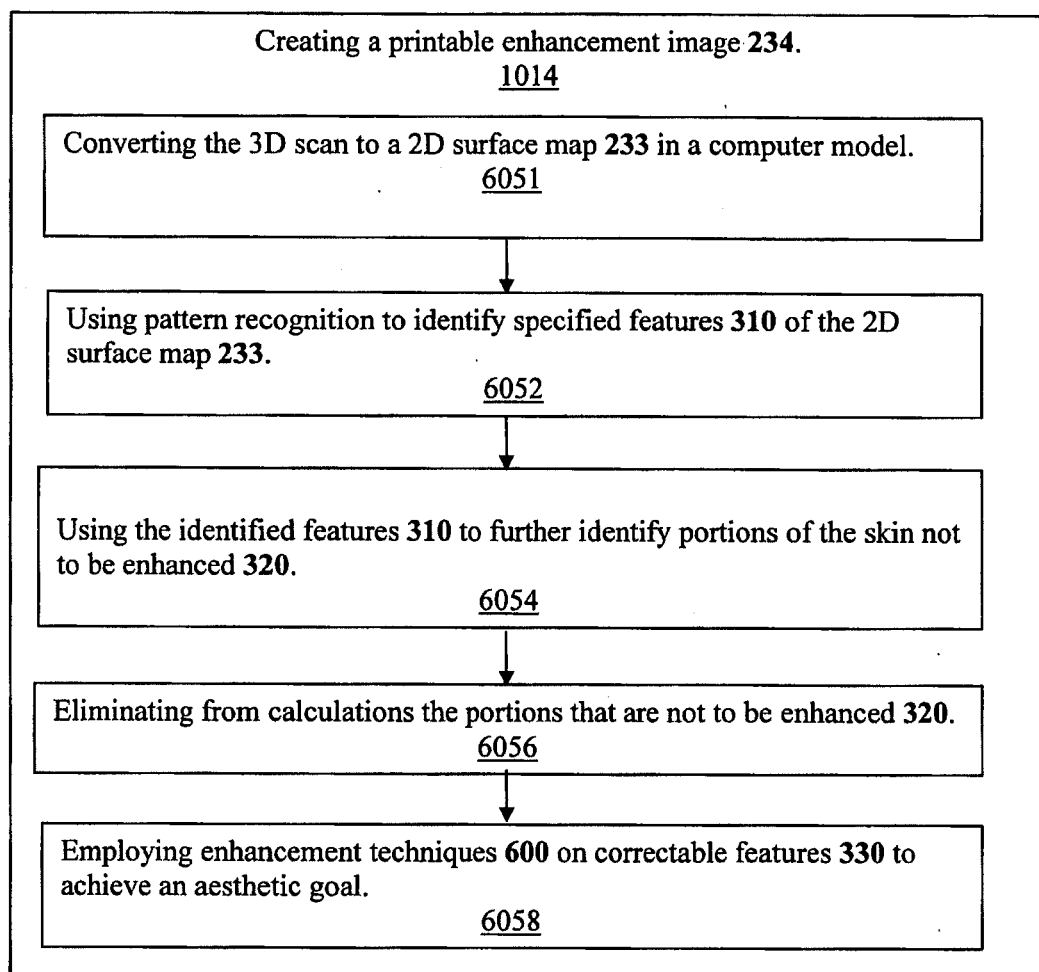 Creating a printable enhancement image 234.
1014
Converting the 3D scan to a 2D surface map 233 in a computer model.
6051
Using pattern recognition to identify specified features 310 of the 2D
surface map 233.
6052
Using the identified features 310 to further identify portions of the skin not
to be enhanced 320.
6054
Eliminating from calculations the portions that are not to be enhanced 320.
6056
Employing enhancement techniques 600 on correctable features 330 to
achieve an aesthetic goal.
6058